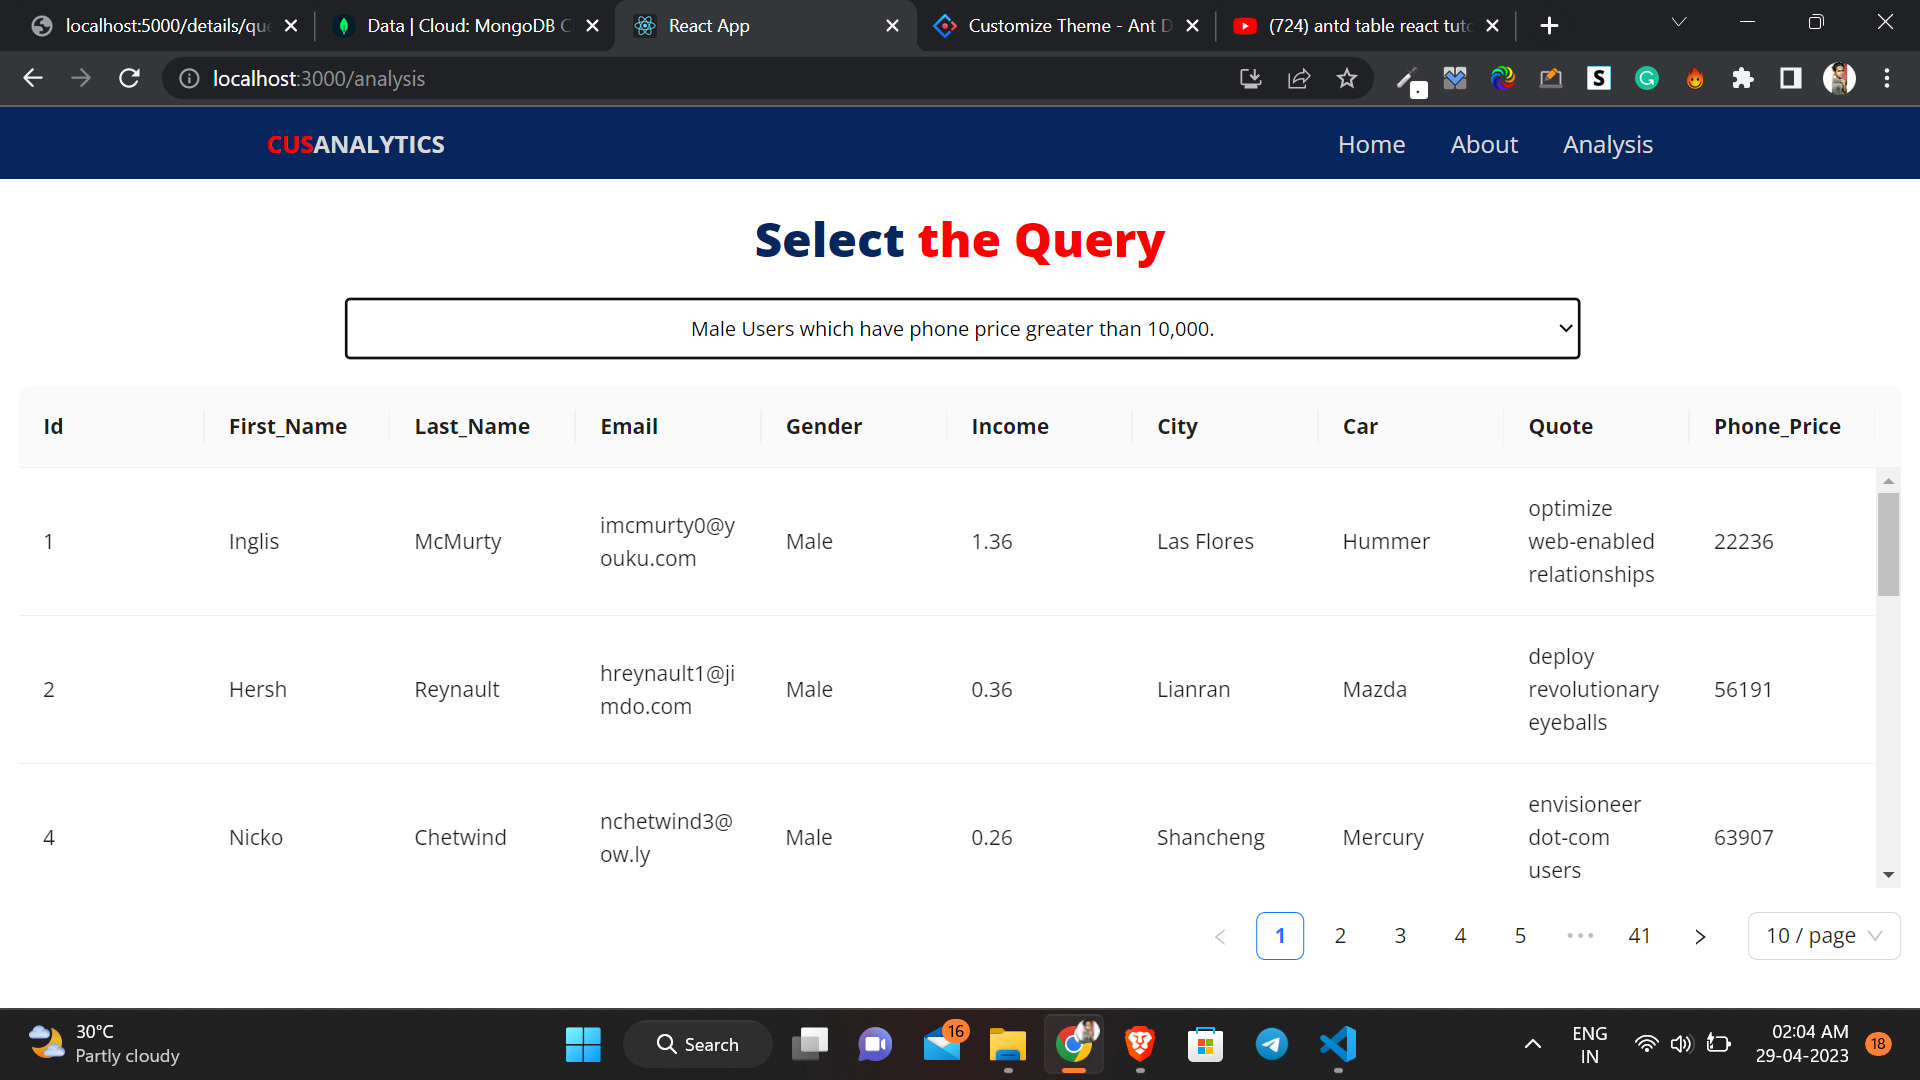 localhost:5000/details/que
Data | Cloud: MongoDB C
React App
Customize Theme - Ant D
(724) antd table react tuto
localhost:3000/analysis
CUSANALYTICS
Home
About
Analysis
Select the Query
Male Users which have phone price greater than 10,000.
Id First_Name Last_Name Email Gender Income City Car Quote Phone_Price
1 Inglis McMurty imcmurty0@y
ouku.com Male 1.36 Las Flores Hummer optimize
web-enabled
relationships 22236
2 Hersh Reynault hreynault1@ji
mdo.com Male 0.36 Lianran Mazda deploy
revolutionary
eyeballs 56191
4 Nicko Chetwind nchetwind3@
ow.ly Male 0.26 Shancheng Mercury envisioneer
dot-com
users 63907
1 2 3 4 5 ••• 41
10 / page
30°C
Partly cloudy
Search
16
ENG
IN
02:04 AM
29-04-2023
18